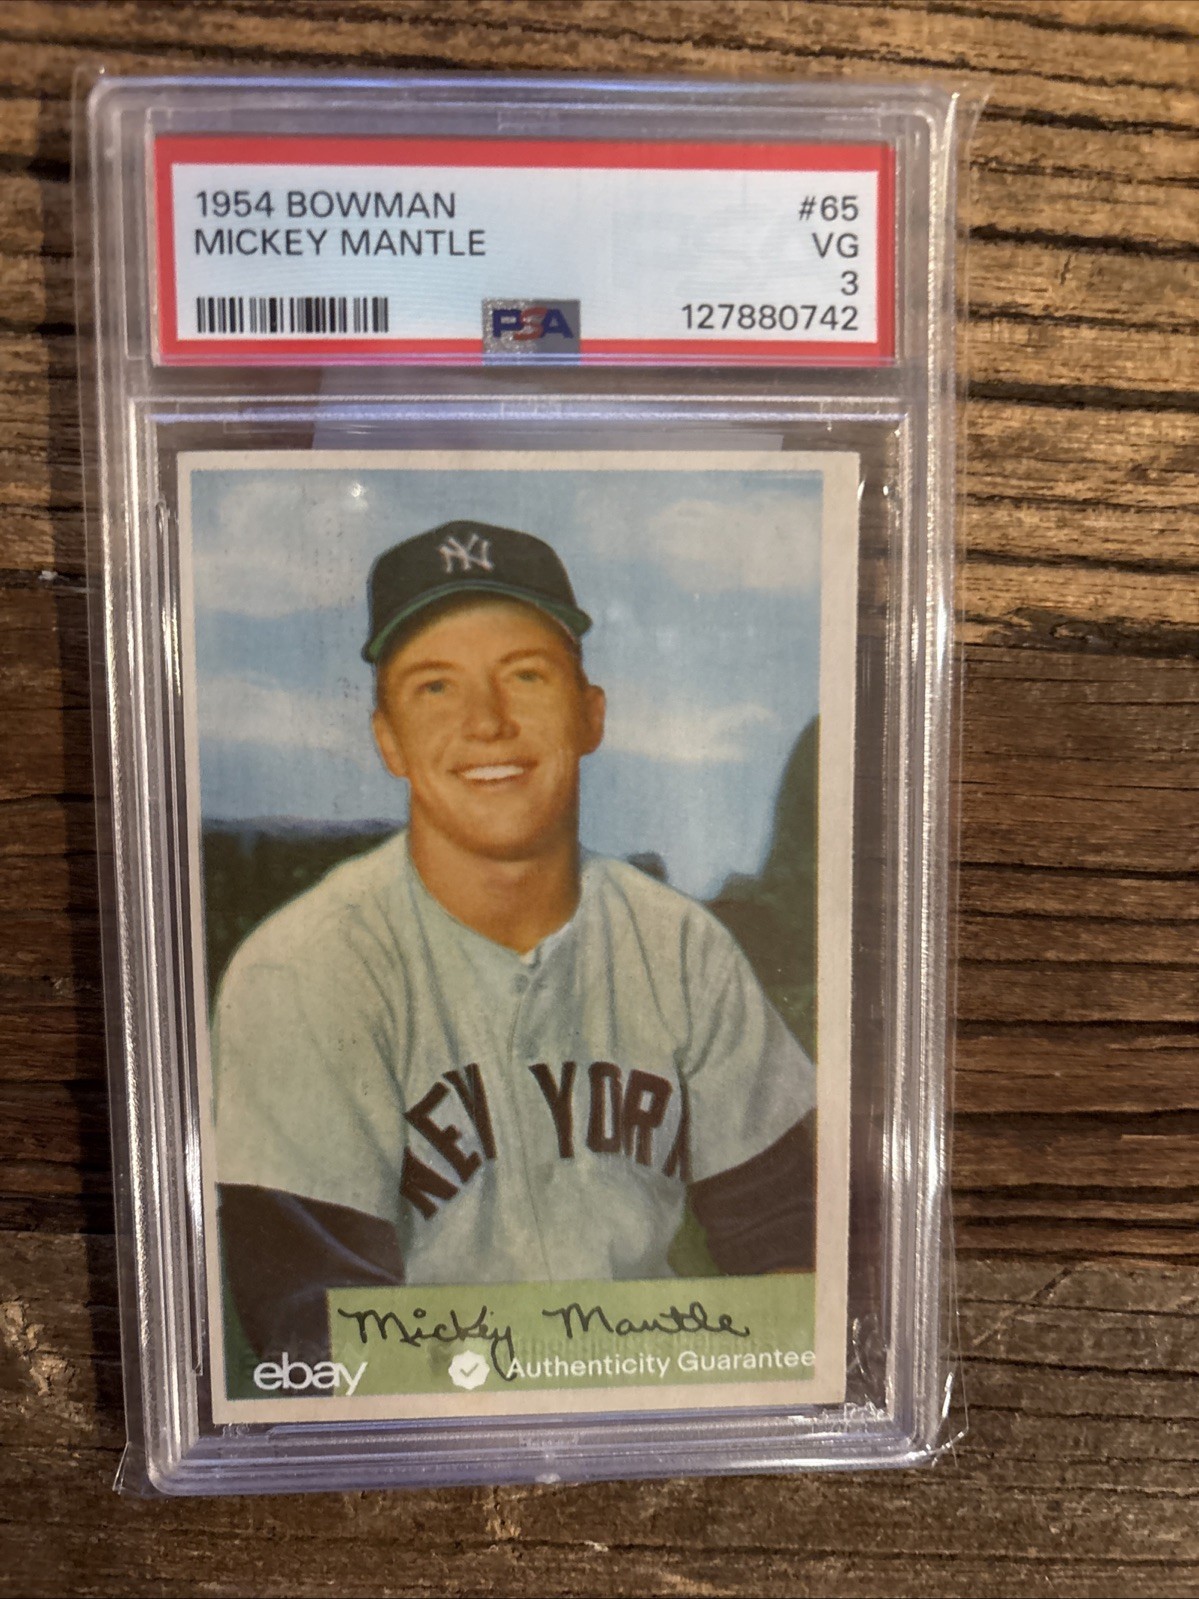 1954 BOWMAN #65
MICKEY MANTLE VG
3
PSA 127880742
NY
NEW YORK
Mickey Mantle
ebay Authenticity Guarantee